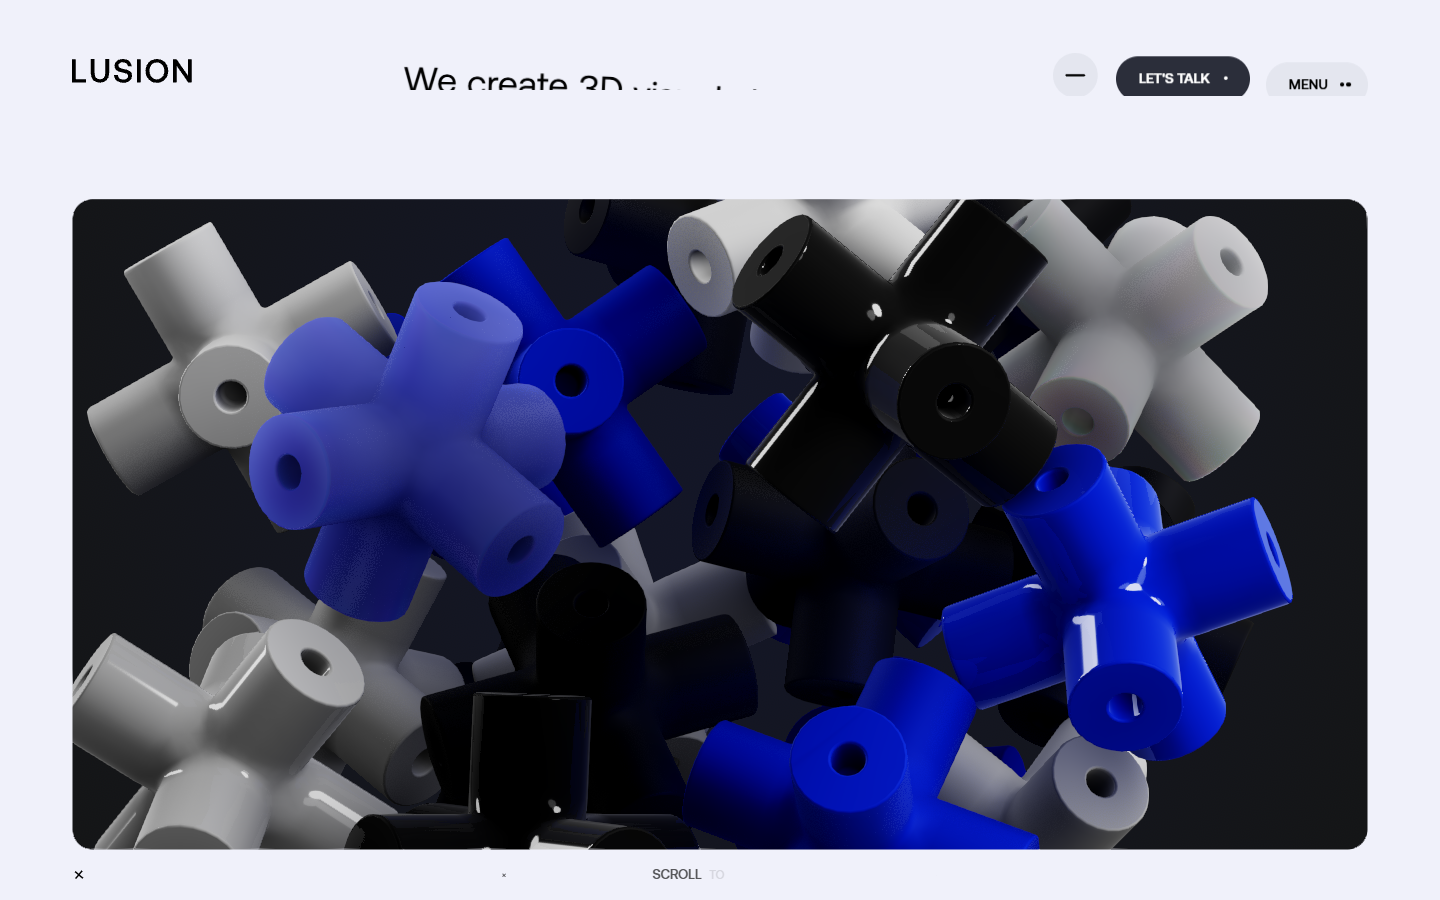 LUSION
We create 3D
LET'S TALK
MENU
SCROLL TO